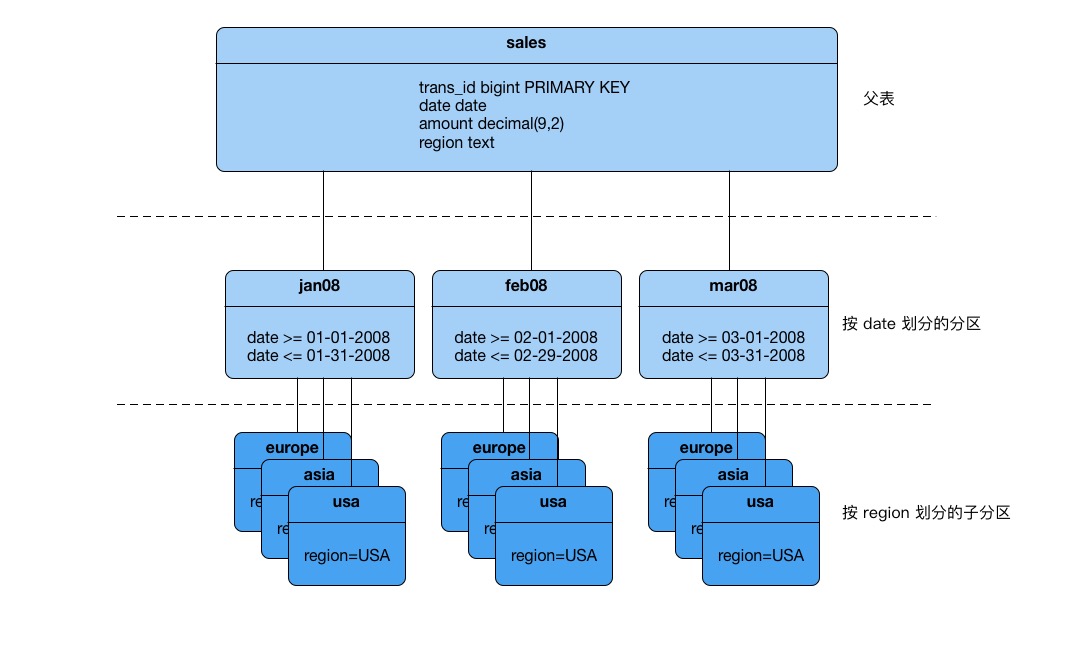 sales
trans_id bigint PRIMARY KEY
date date
amount decimal(9,2)
region text
父表
jan08
date >= 01-01-2008
date <= 01-31-2008
feb08
date >= 02-01-2008
date <= 02-29-2008
mar08
date >= 03-01-2008
date <= 03-31-2008
按 date 划分的分区
europe
re
asia
re
usa
region=USA
europe
re
asia
re
usa
region=USA
europe
re
asia
re
usa
region=USA
按 region 划分的子分区